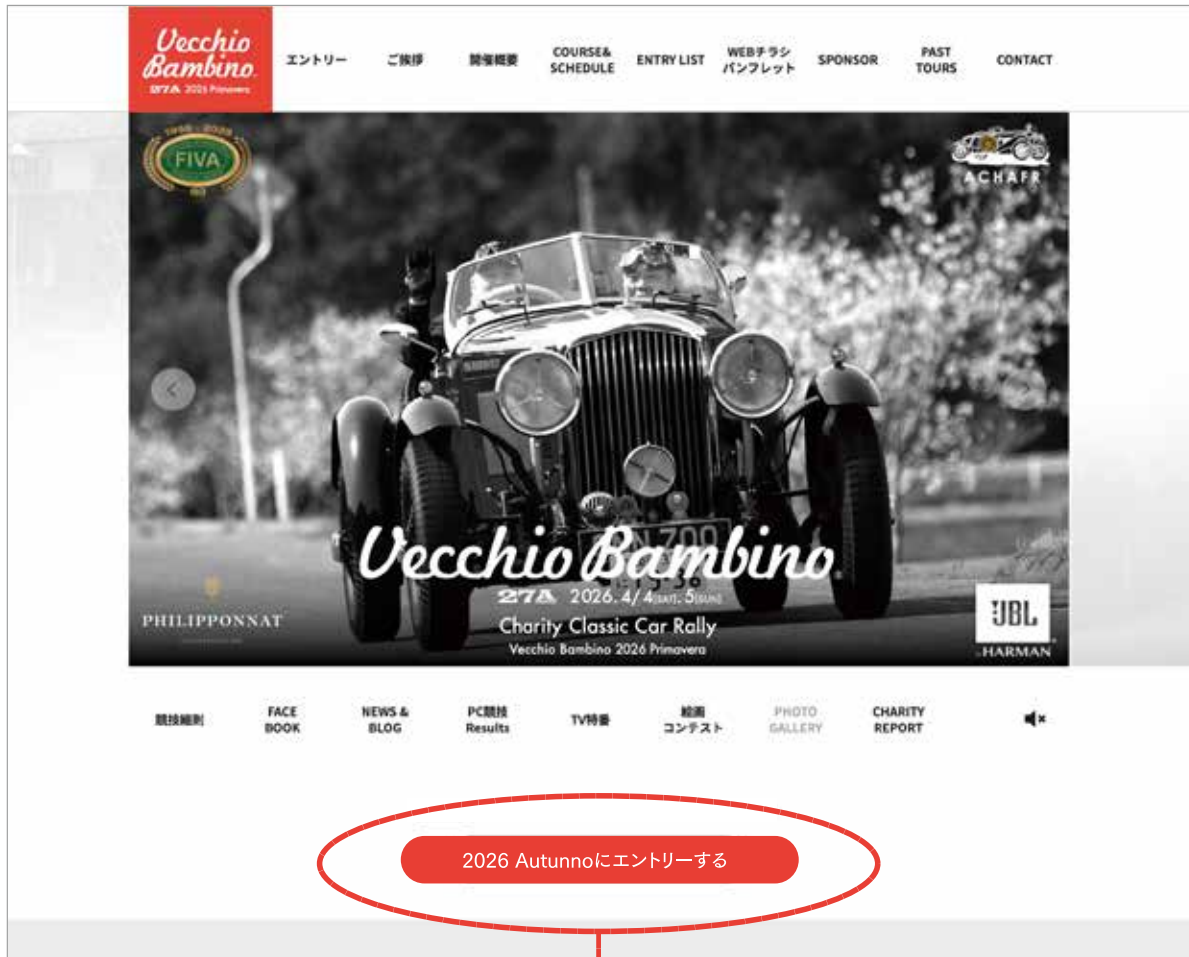 Vecchio
Bambino
27A 2026 Primavera
エントリー
ご挨拶
開催概要
COURSE&
SCHEDULE
ENTRY LIST
WEBチラシ
パンフレット
SPONSOR
PAST
TOURS
CONTACT
FIVA
ACHAFR
Vecchio Bambino
27A 2026.4/4[SAT].5[SUN]
Charity Classic Car Rally
Vecchio Bambino 2026 Primavera
PHILIPPONNAT
JBL
HARMAN
競技細則
FACE
BOOK
NEWS &
BLOG
PC競技
Results
TV特番
絵画
コンテスト
PHOTO
GALLERY
CHARITY
REPORT
2026 Autunnoにエントリーする